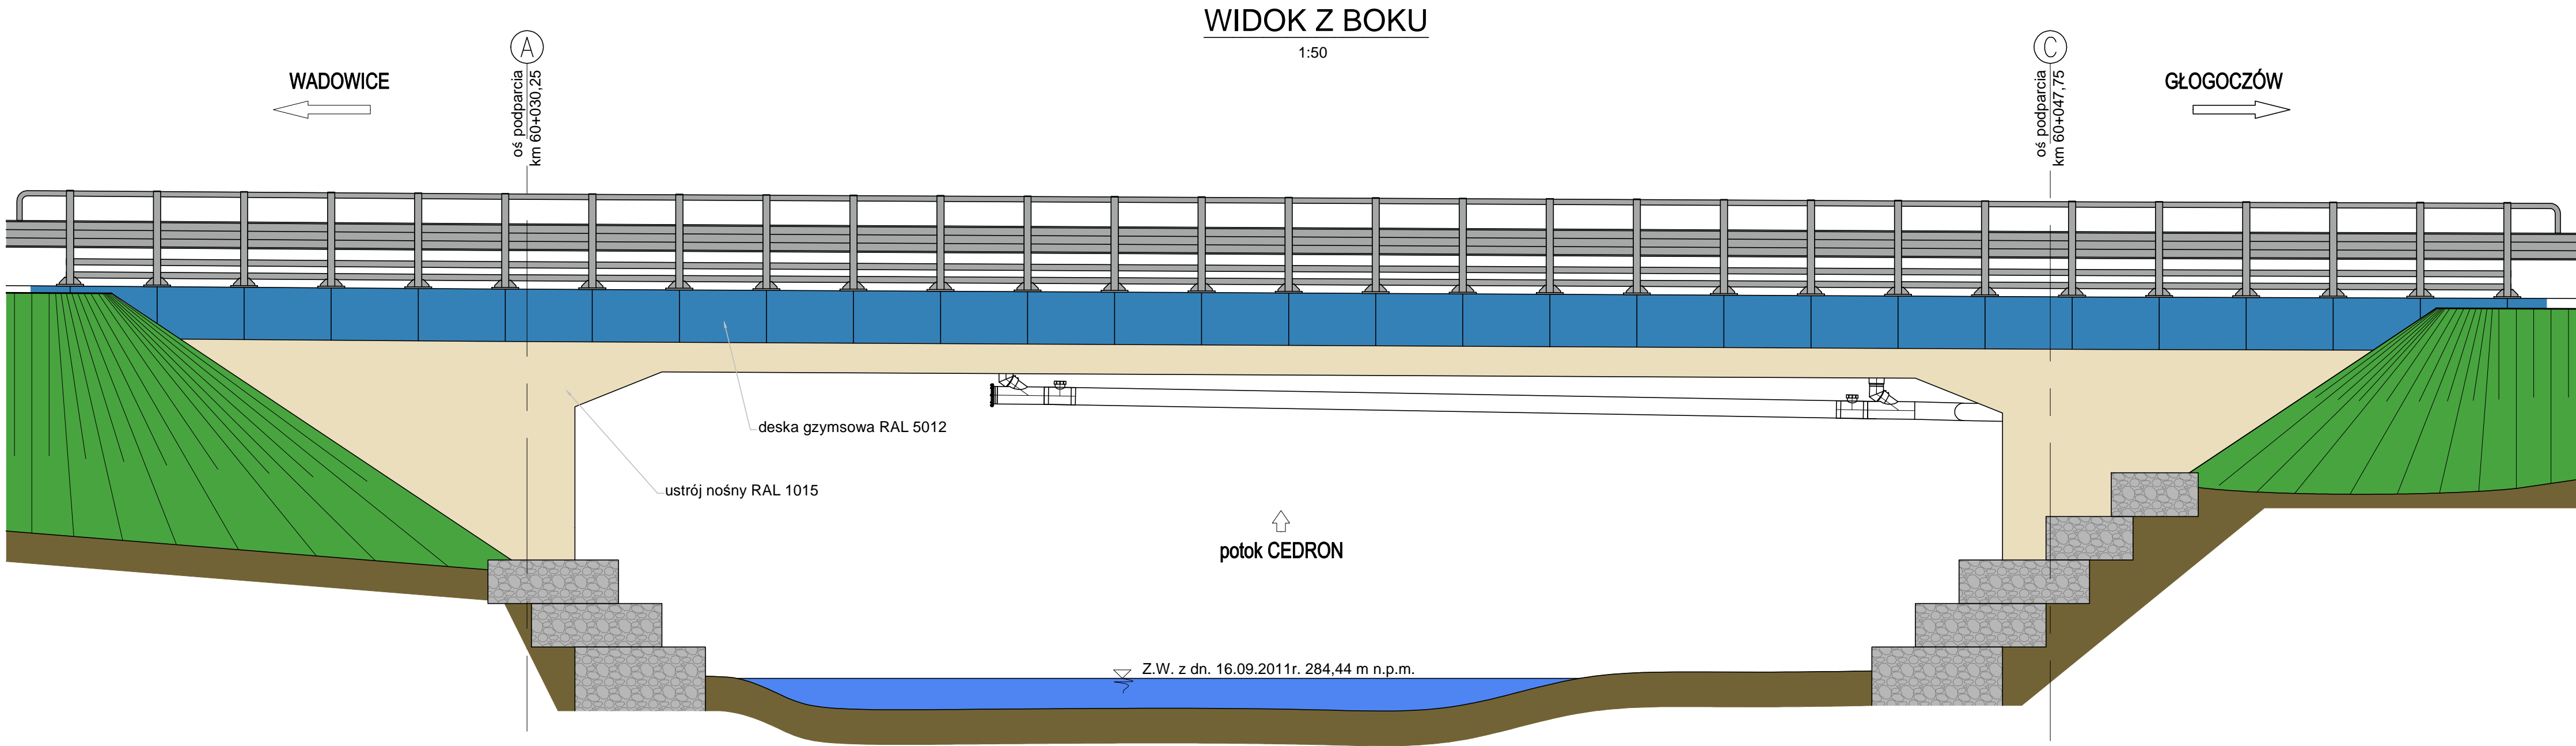 WIDOK Z BOKU
1:50
A
C
WADOWICE
oś podparcia
km 60+030,25
oś podparcia
km 60+047,75
GŁOGOCZÓW
deska gzymsowa RAL 5012
ustrój nośny RAL 1015
potok CEDRON
Z.W. z dn. 16.09.2011r. 284,44 m n.p.m.